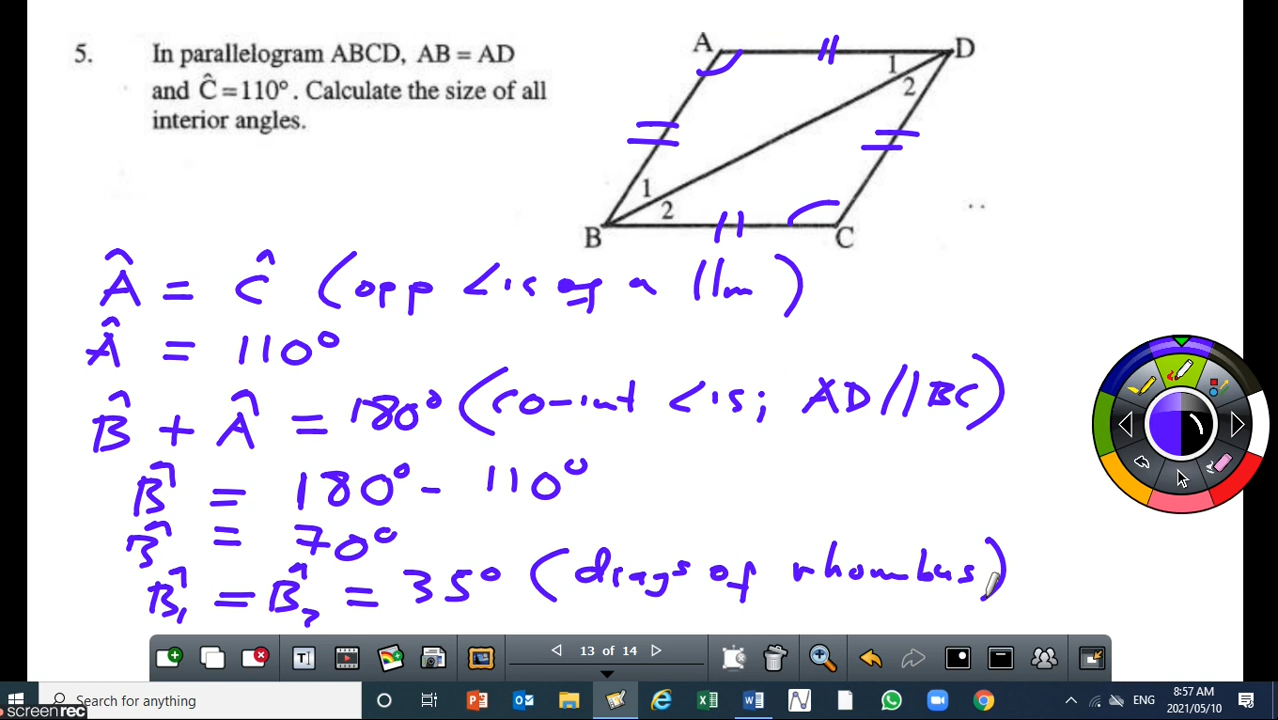 5. In parallelogram ABCD, AB = AD
and Ĉ = 110°. Calculate the size of all
interior angles.
A
D
1
2
1
2
B
C
Â = Ĉ (opp <'s of a ||m)
Â = 110°
B̂ + Â = 180° (co-int <'s; AD//BC)
B̂ = 180° - 110°
B̂ = 70°
B̂₁ = B̂₂ = 35° (diags of rhombus)
13 of 14
Search for anything
ENG
8:57 AM
2021/05/10
screenrec